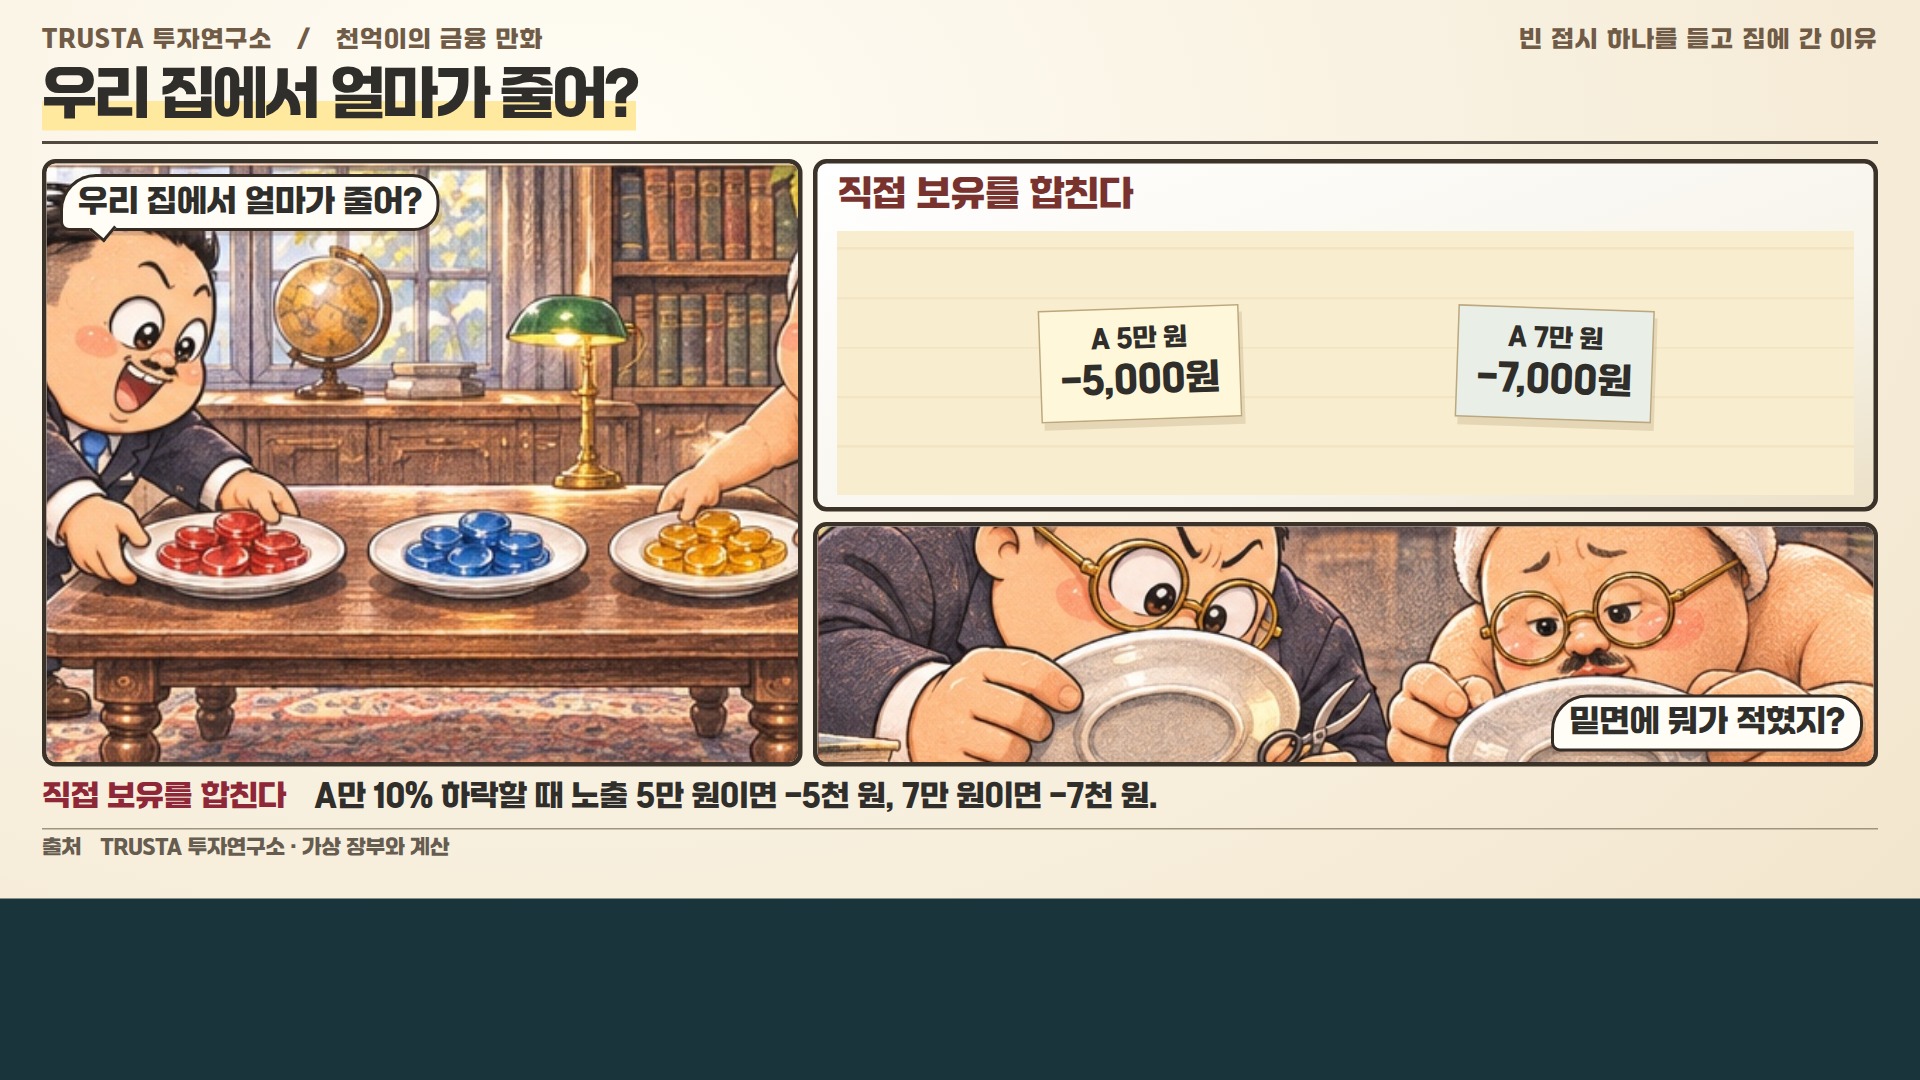 TRUSTA 투자연구소 / 천억이의 금융 만화
빈 접시 하나를 들고 집에 간 이유
우리 집에서 얼마가 줄어?
우리 집에서 얼마가 줄어?
직접 보유를 합친다
A 5만 원
−5,000원
A 7만 원
−7,000원
밑면에 뭐가 적혔지?
직접 보유를 합친다 A만 10% 하락할 때 노출 5만 원이면 −5천 원, 7만 원이면 −7천 원.
출처 TRUSTA 투자연구소 · 가상 장부와 계산